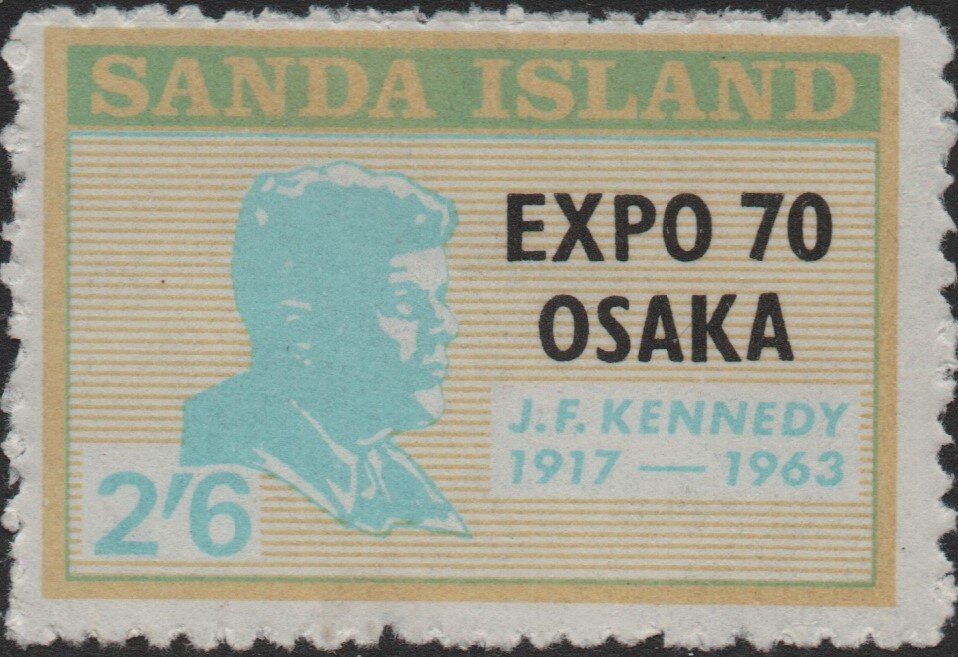 SANDA ISLAND
EXPO 70
OSAKA
J.F. KENNEDY
1917 — 1963
2'6